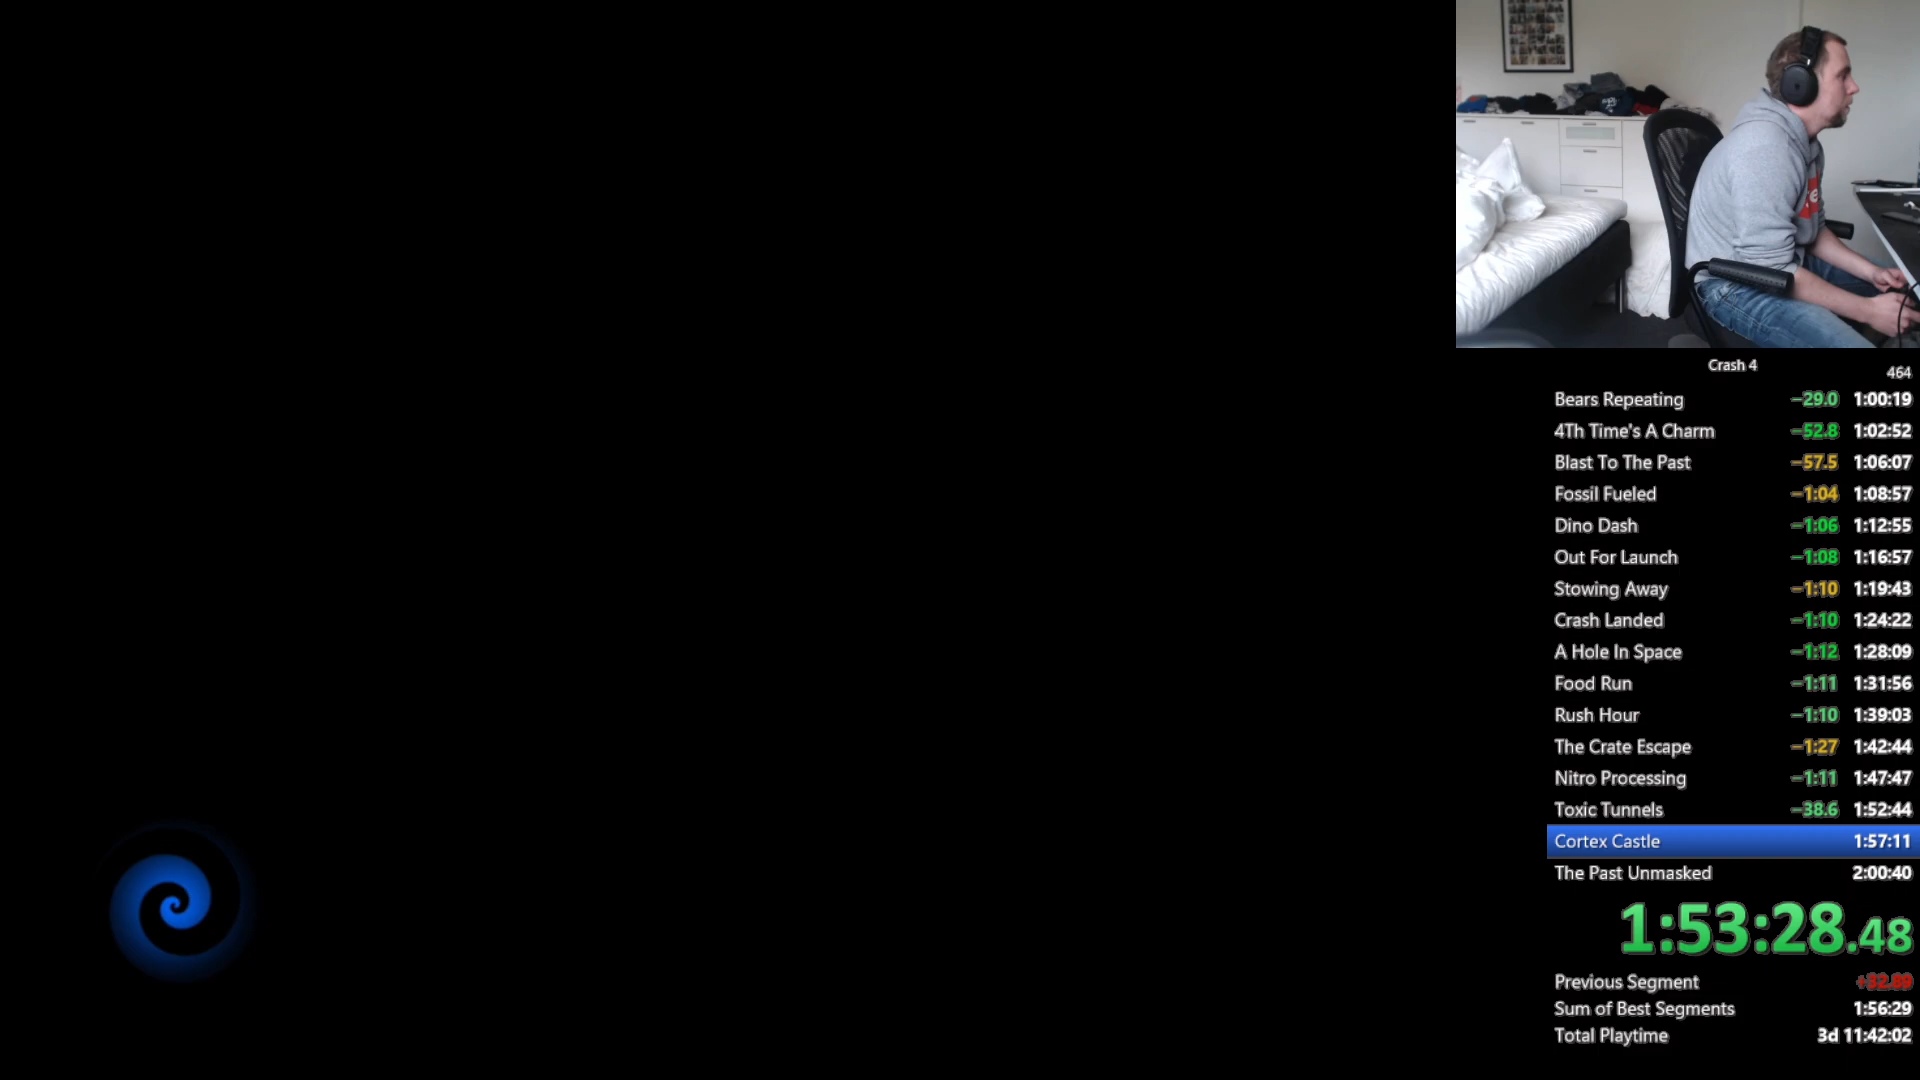 Crash 4
464
Bears Repeating -29.0 1:00:19
4Th Time's A Charm -52.8 1:02:52
Blast To The Past -57.5 1:06:07
Fossil Fueled -1:04 1:08:57
Dino Dash -1:06 1:12:55
Out For Launch -1:08 1:16:57
Stowing Away -1:10 1:19:43
Crash Landed -1:10 1:24:22
A Hole In Space -1:12 1:28:09
Food Run -1:11 1:31:56
Rush Hour -1:10 1:39:03
The Crate Escape -1:27 1:42:44
Nitro Processing -1:11 1:47:47
Toxic Tunnels -38.6 1:52:44
Cortex Castle 1:57:11
The Past Unmasked 2:00:40
1:53:28.48
Previous Segment +32.89
Sum of Best Segments 1:56:29
Total Playtime 3d 11:42:02